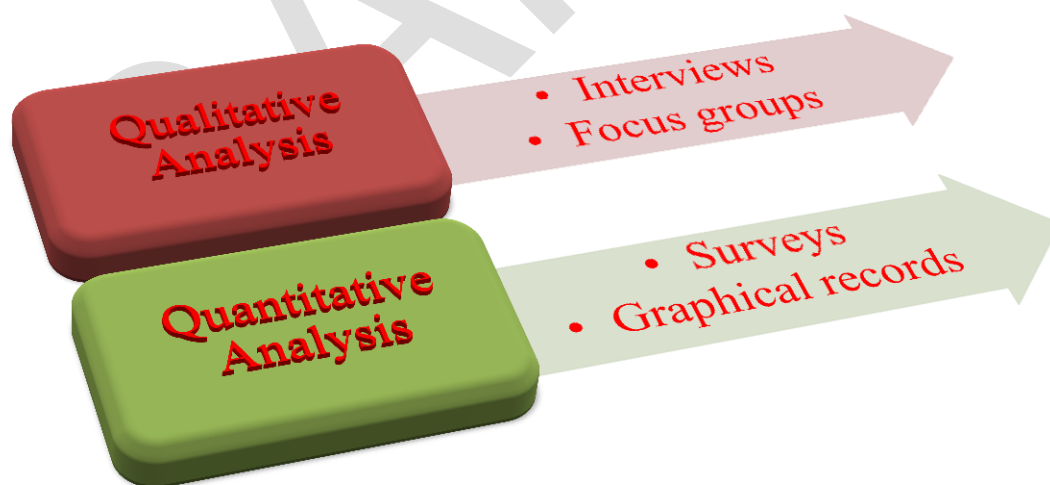 Qualitative
Analysis
• Interviews
• Focus groups
Quantitative
Analysis
• Surveys
• Graphical records